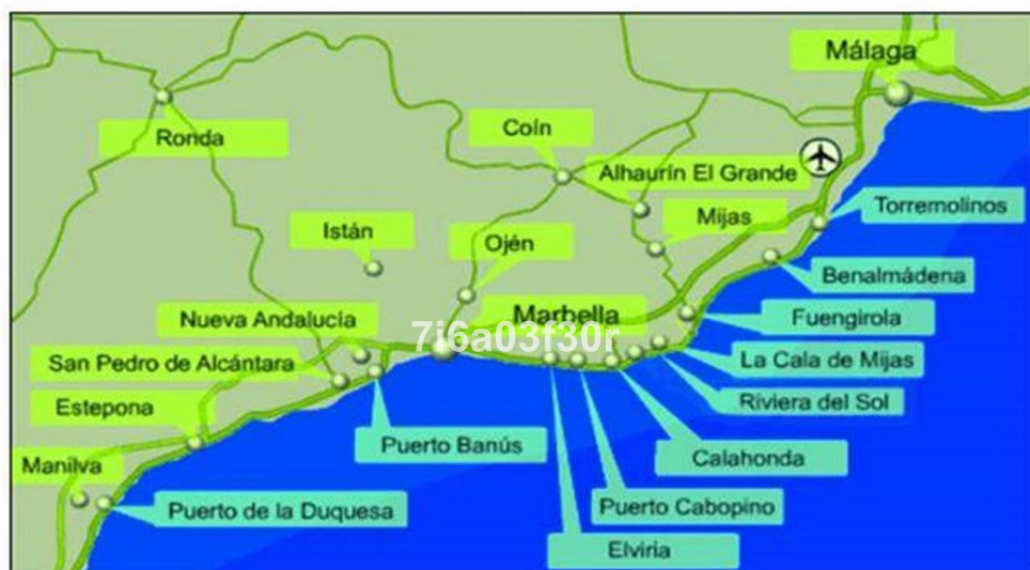 Málaga
Ronda
Coín
Alhaurín El Grande
Mijas
Torremolinos
Istán
Ojén
Benalmádena
Nueva Andalucía
Marbella
7i6a03f30r
Fuengirola
San Pedro de Alcántara
La Cala de Mijas
Estepona
Riviera del Sol
Puerto Banús
Manilva
Calahonda
Puerto de la Duquesa
Puerto Cabopino
Elviria